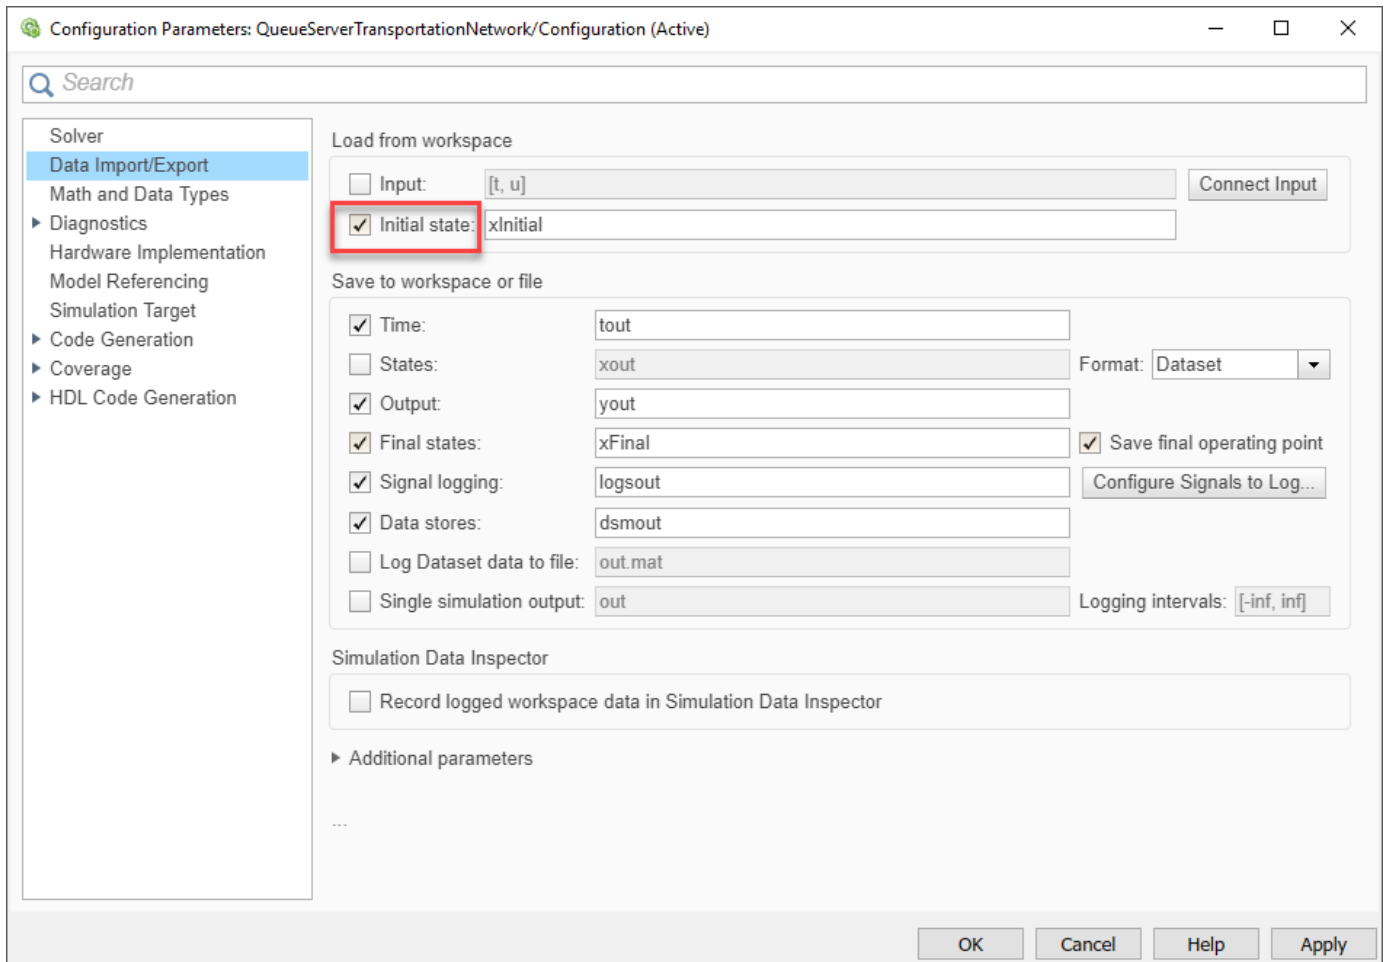 Configuration Parameters: QueueServerTransportationNetwork/Configuration (Active)
Search
Solver
Data Import/Export
Math and Data Types
Diagnostics
Hardware Implementation
Model Referencing
Simulation Target
Code Generation
Coverage
HDL Code Generation
Load from workspace
Input: [t, u] Connect Input
Initial state: xInitial
Save to workspace or file
Time: tout
States: xout Format: Dataset
Output: yout
Final states: xFinal Save final operating point
Signal logging: logsout Configure Signals to Log...
Data stores: dsmout
Log Dataset data to file: out.mat
Single simulation output: out Logging intervals: [-inf, inf]
Simulation Data Inspector
Record logged workspace data in Simulation Data Inspector
Additional parameters
...
OK Cancel Help Apply